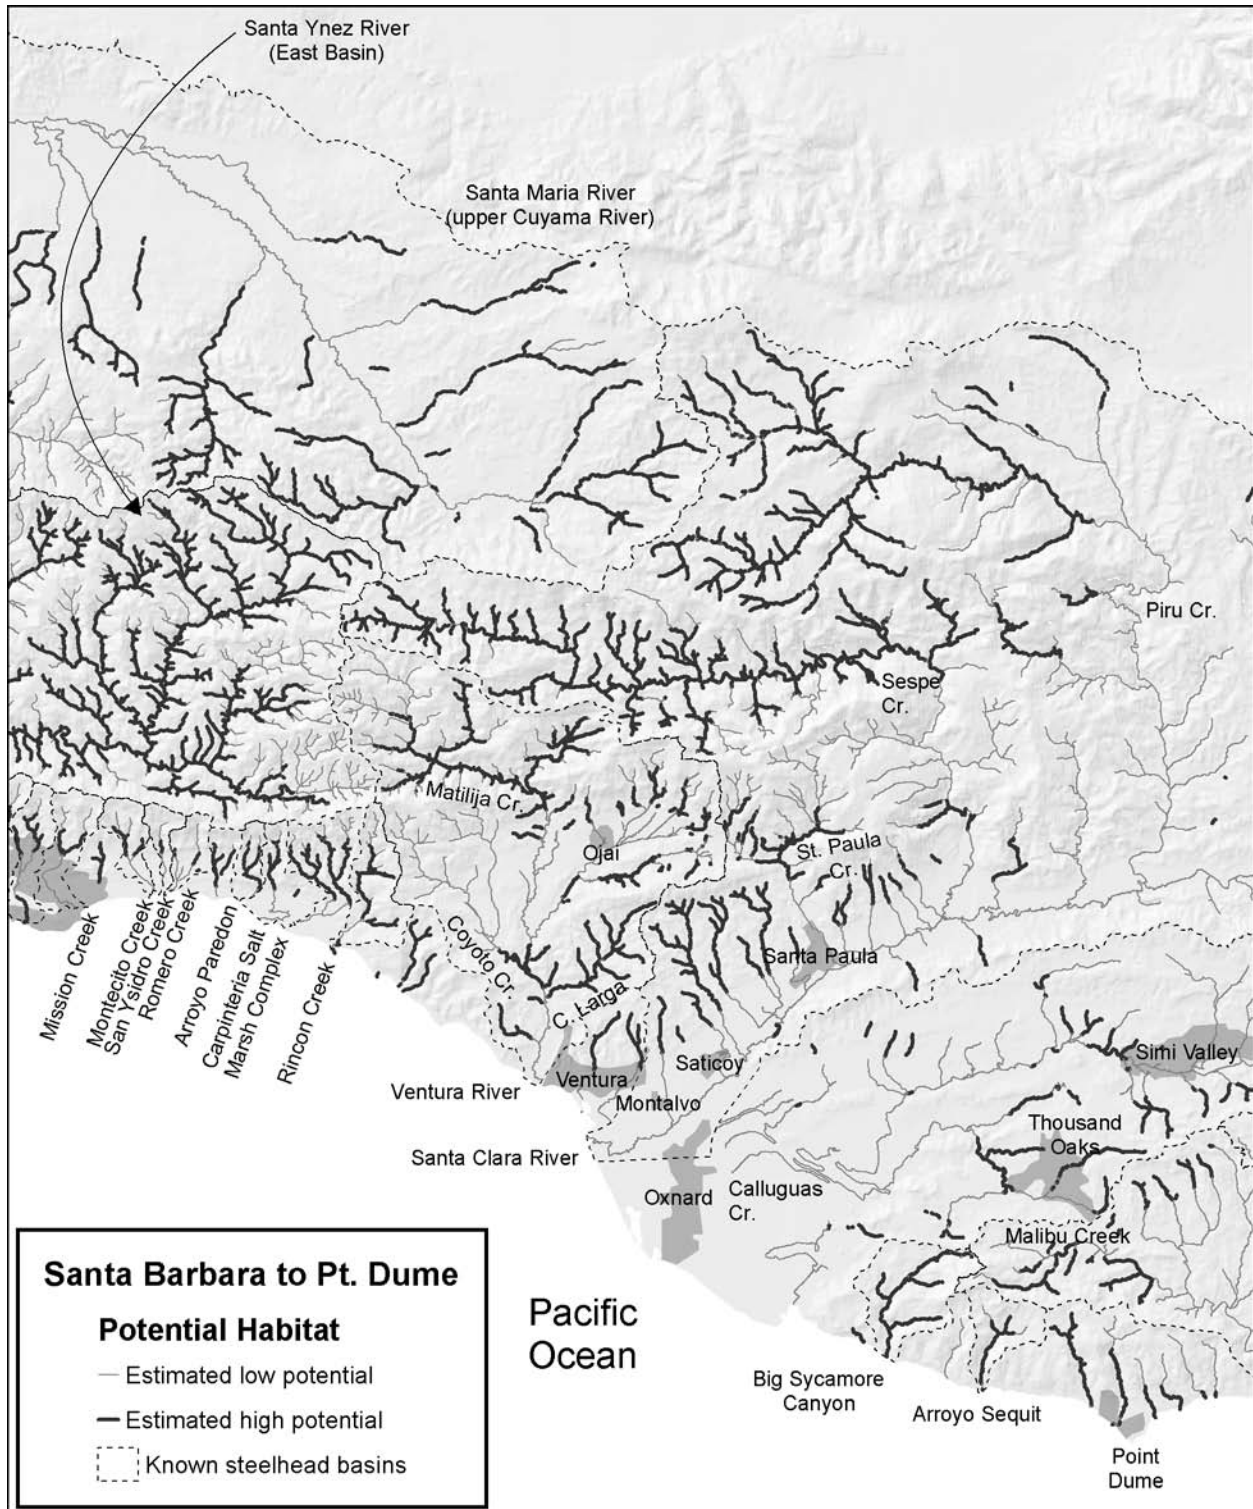 Santa Ynez River
(East Basin)
Santa Maria River
(upper Cuyama River)
Piru Cr.
Sespe
Cr.
Matilija Cr.
Ojai
St. Paula
Cr.
Santa Paula
Coyoto Cr.
C. Larga
Mission Creek
Montecito Creek
San Ysidro Creek
Romero Creek
Arroyo Paredon
Carpinteria Salt
Marsh Complex
Rincon Creek
Ventura River
Ventura
Saticoy
Montalvo
Simi Valley
Thousand
Oaks
Santa Clara River
Oxnard
Calluguas
Cr.
Malibu Creek
Pacific
Ocean
Big Sycamore
Canyon
Arroyo Sequit
Point
Dume
Santa Barbara to Pt. Dume
Potential Habitat
Estimated low potential
Estimated high potential
Known steelhead basins